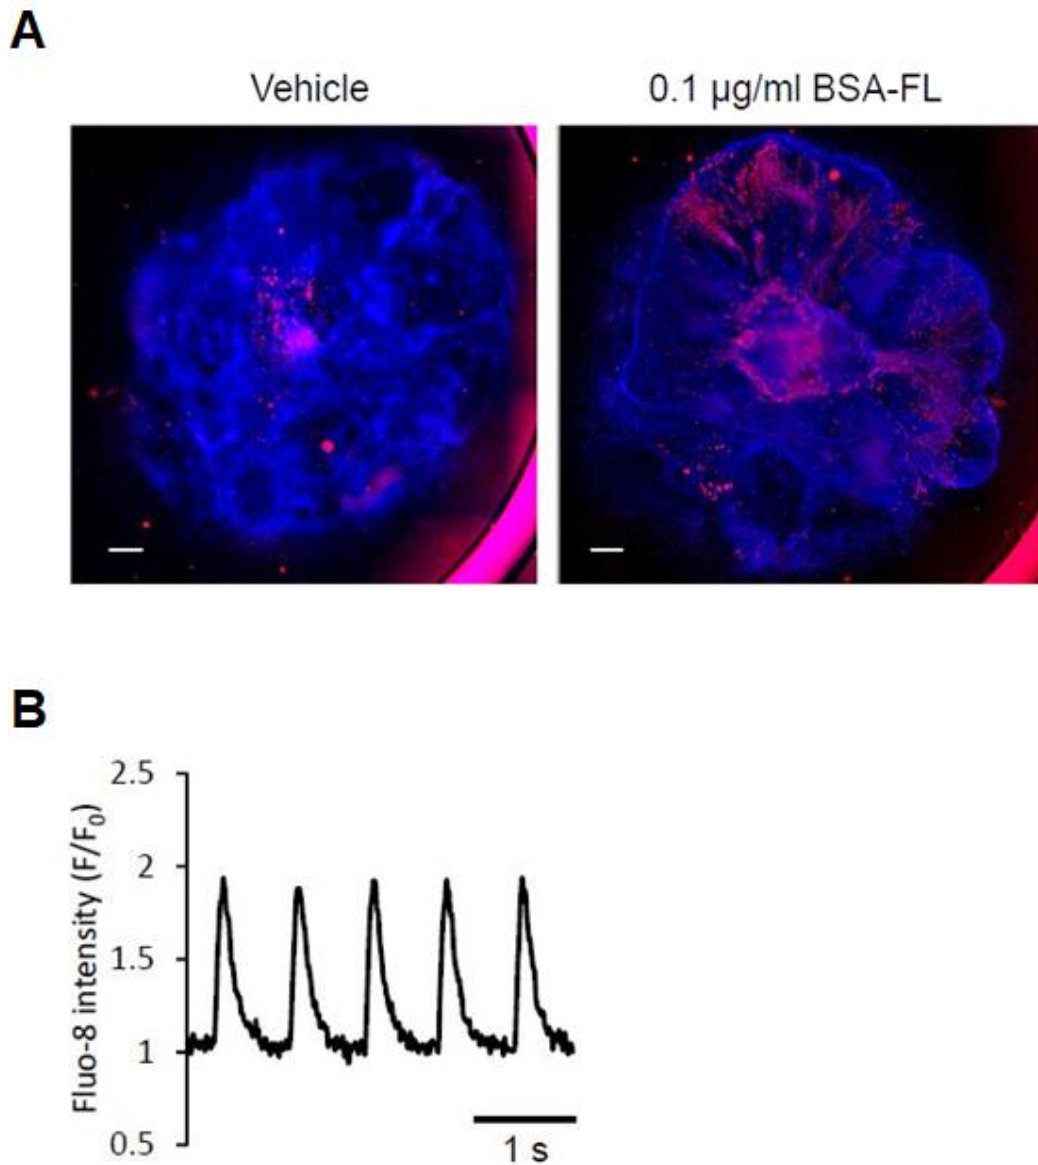 A
Vehicle
0.1 µg/ml BSA-FL
B
Fluo-8 intensity (F/F₀)
2.5
2
1.5
1
0.5
1 s